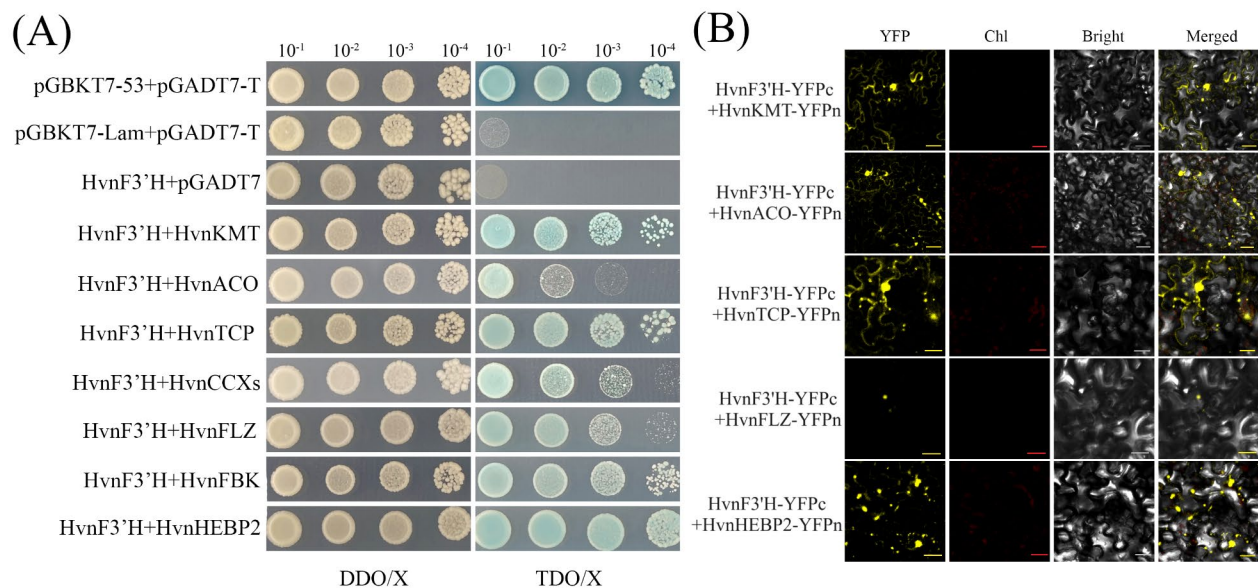 (A)
10-1 10-2 10-3 10-4 10-1 10-2 10-3 10-4
pGBKT7-53+pGADT7-T
pGBKT7-Lam+pGADT7-T
HvnF3’H+pGADT7
HvnF3’H+HvnKMT
HvnF3’H+HvnACO
HvnF3’H+HvnTCP
HvnF3’H+HvnCCXs
HvnF3’H+HvnFLZ
HvnF3’H+HvnFBK
HvnF3’H+HvnHEBP2
DDO/X TDO/X
(B)
YFP Chl Bright Merged
HvnF3'H-YFPc
+HvnKMT-YFPn
HvnF3'H-YFPc
+HvnACO-YFPn
HvnF3'H-YFPc
+HvnTCP-YFPn
HvnF3'H-YFPc
+HvnFLZ-YFPn
HvnF3'H-YFPc
+HvnHEBP2-YFPn